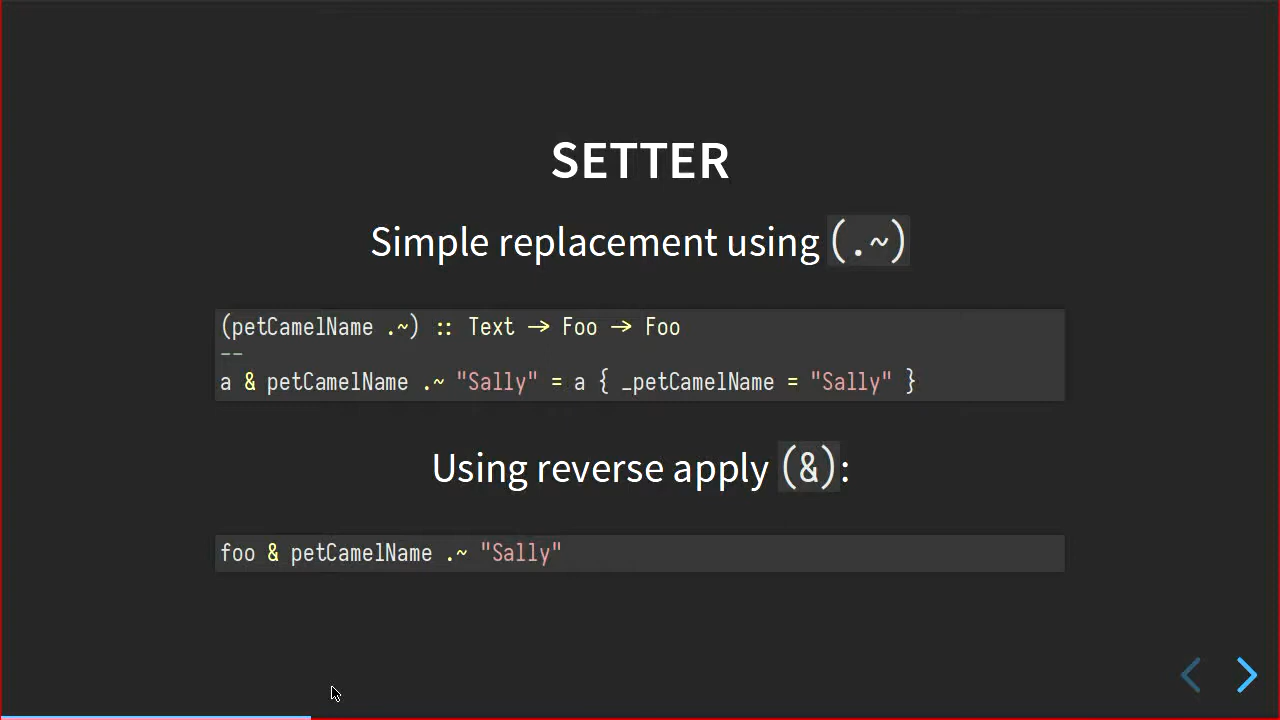 SETTER
Simple replacement using (.~)
(petCamelName .~) :: Text → Foo → Foo
--
a & petCamelName .~ "Sally" = a { _petCamelName = "Sally" }
Using reverse apply (&):
foo & petCamelName .~ "Sally"